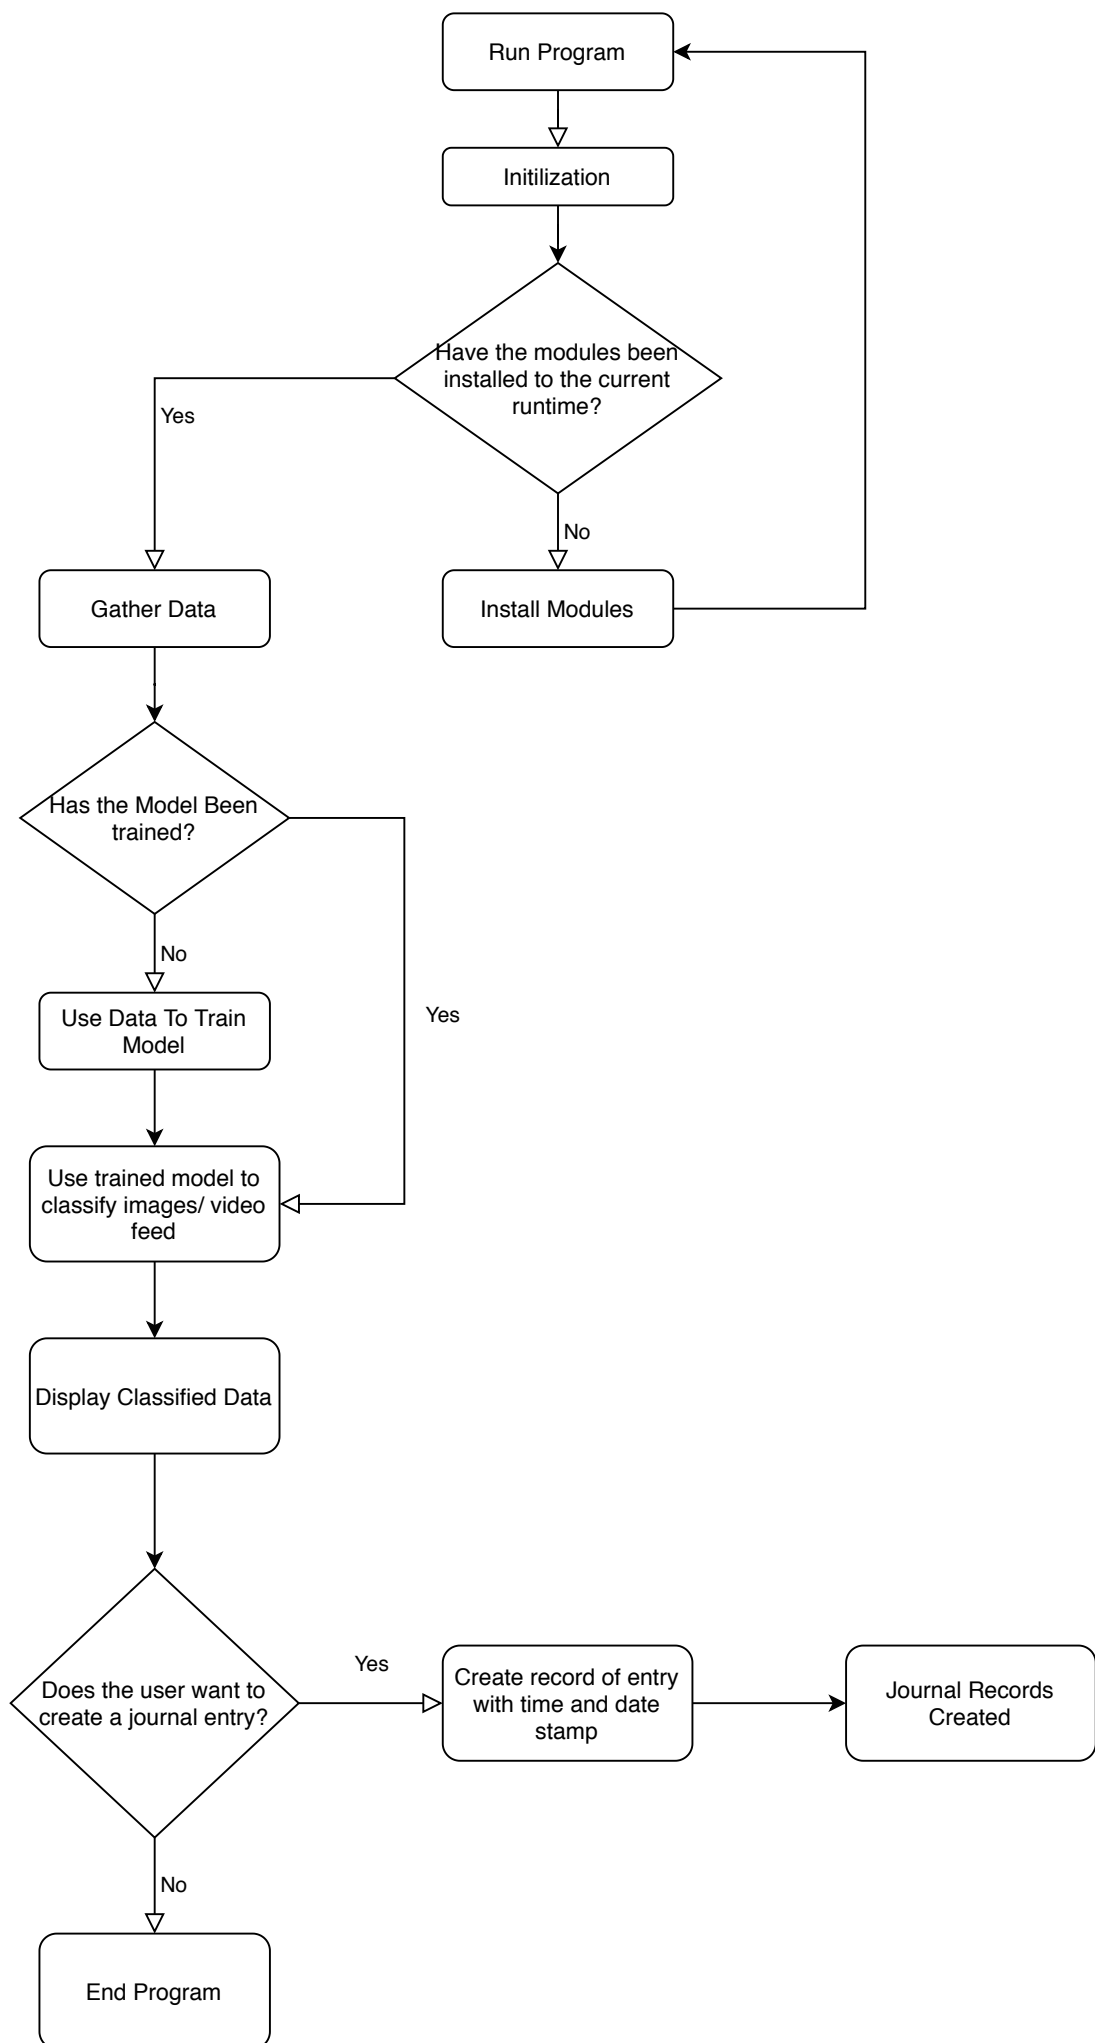 Run Program
Initilization
Have the modules been
installed to the current
runtime?
Yes
No
Gather Data
Install Modules
Has the Model Been
trained?
No
Yes
Use Data To Train
Model
Use trained model to
classify images/ video
feed
Display Classified Data
Does the user want to
create a journal entry?
Yes
Create record of entry
with time and date
stamp
Journal Records
Created
No
End Program